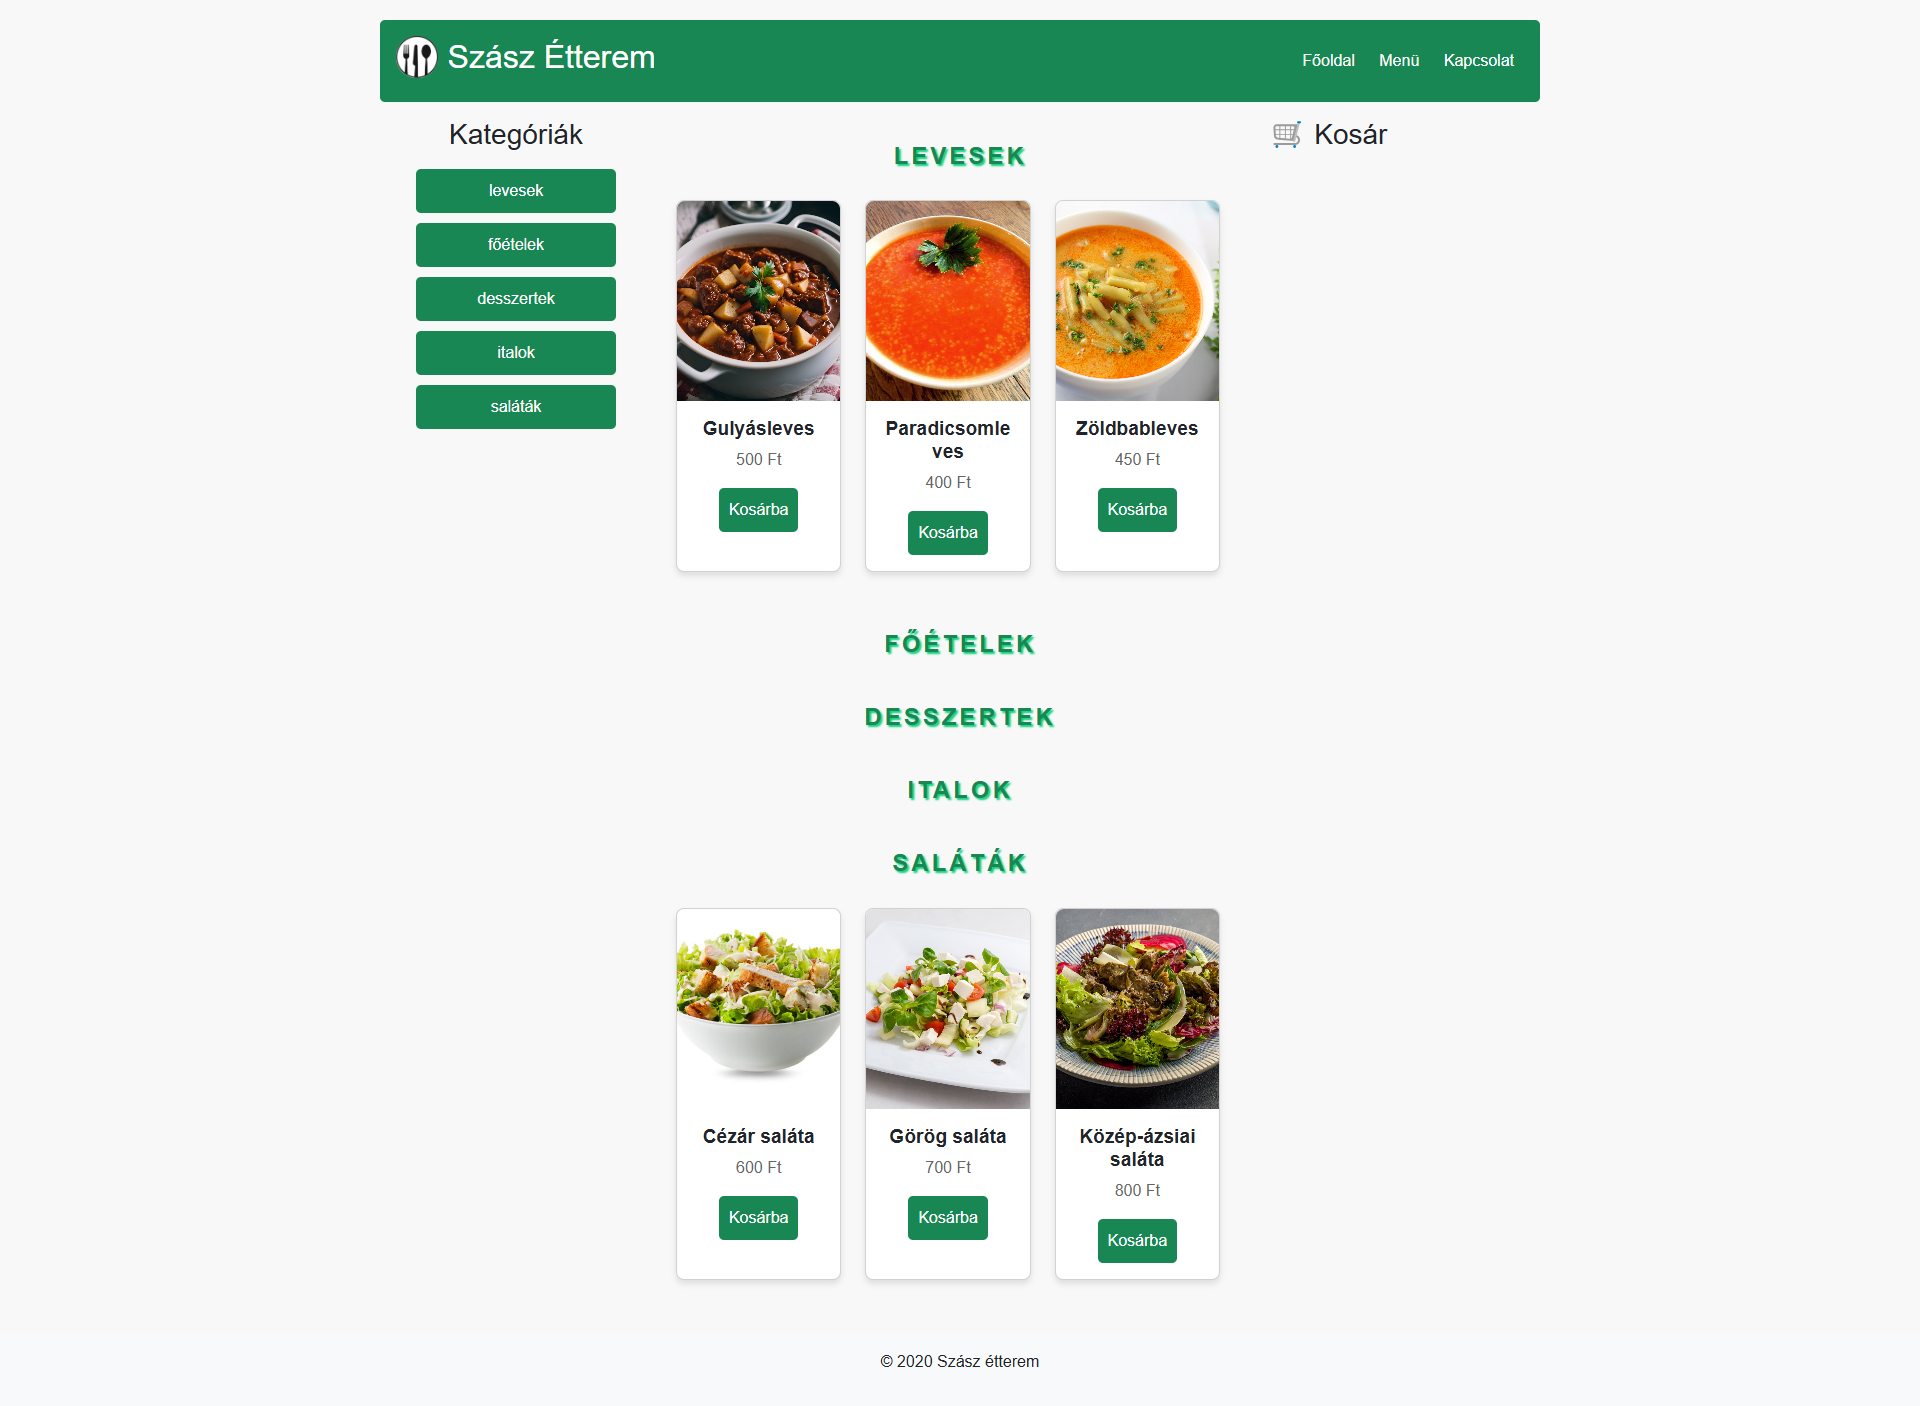 Szász Étterem
Főoldal Menü Kapcsolat
Kategóriák
levesek
főételek
desszertek
italok
saláták
LEVESEK
Gulyásleves
500 Ft
Kosárba
Paradicsomle
ves
400 Ft
Kosárba
Zöldbableves
450 Ft
Kosárba
FŐÉTELEK
DESSZERTEK
ITALOK
SALÁTÁK
Cézár saláta
600 Ft
Kosárba
Görög saláta
700 Ft
Kosárba
Közép-ázsiai
saláta
800 Ft
Kosárba
🛒 Kosár
© 2020 Szász étterem